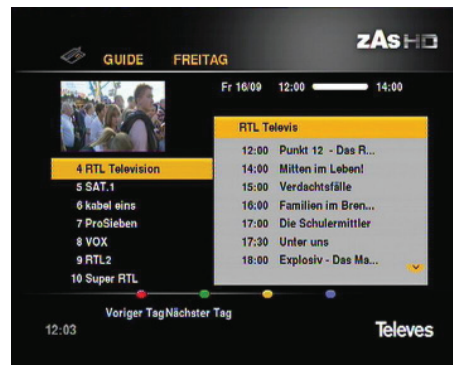 zAs HD
GUIDE FREITAG
Fr 16/09 12:00 14:00
RTL Televis
12:00 Punkt 12 - Das R...
14:00 Mitten im Leben!
15:00 Verdachtsfälle
16:00 Familien im Bren...
17:00 Die Schulermittler
17:30 Unter uns
18:00 Explosiv - Das Ma...
4 RTL Television
5 SAT.1
6 kabel eins
7 ProSieben
8 VOX
9 RTL2
10 Super RTL
Voriger Tag Nächster Tag
12:03
Televes